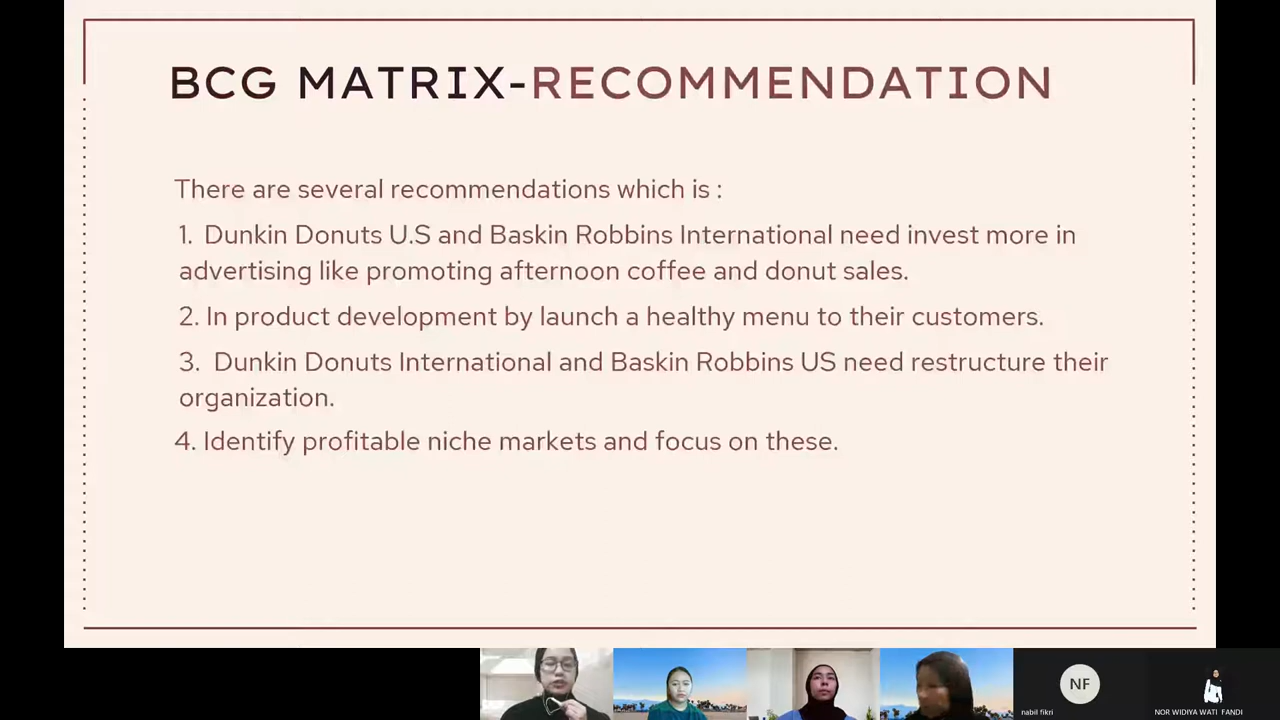 BCG MATRIX-RECOMMENDATION
There are several recommendations which is :
1. Dunkin Donuts U.S and Baskin Robbins International need invest more in
advertising like promoting afternoon coffee and donut sales.
2. In product development by launch a healthy menu to their customers.
3. Dunkin Donuts International and Baskin Robbins US need restructure their
organization.
4. Identify profitable niche markets and focus on these.
NF
nabil fikri
NOR WIDIYA WATI FANDI